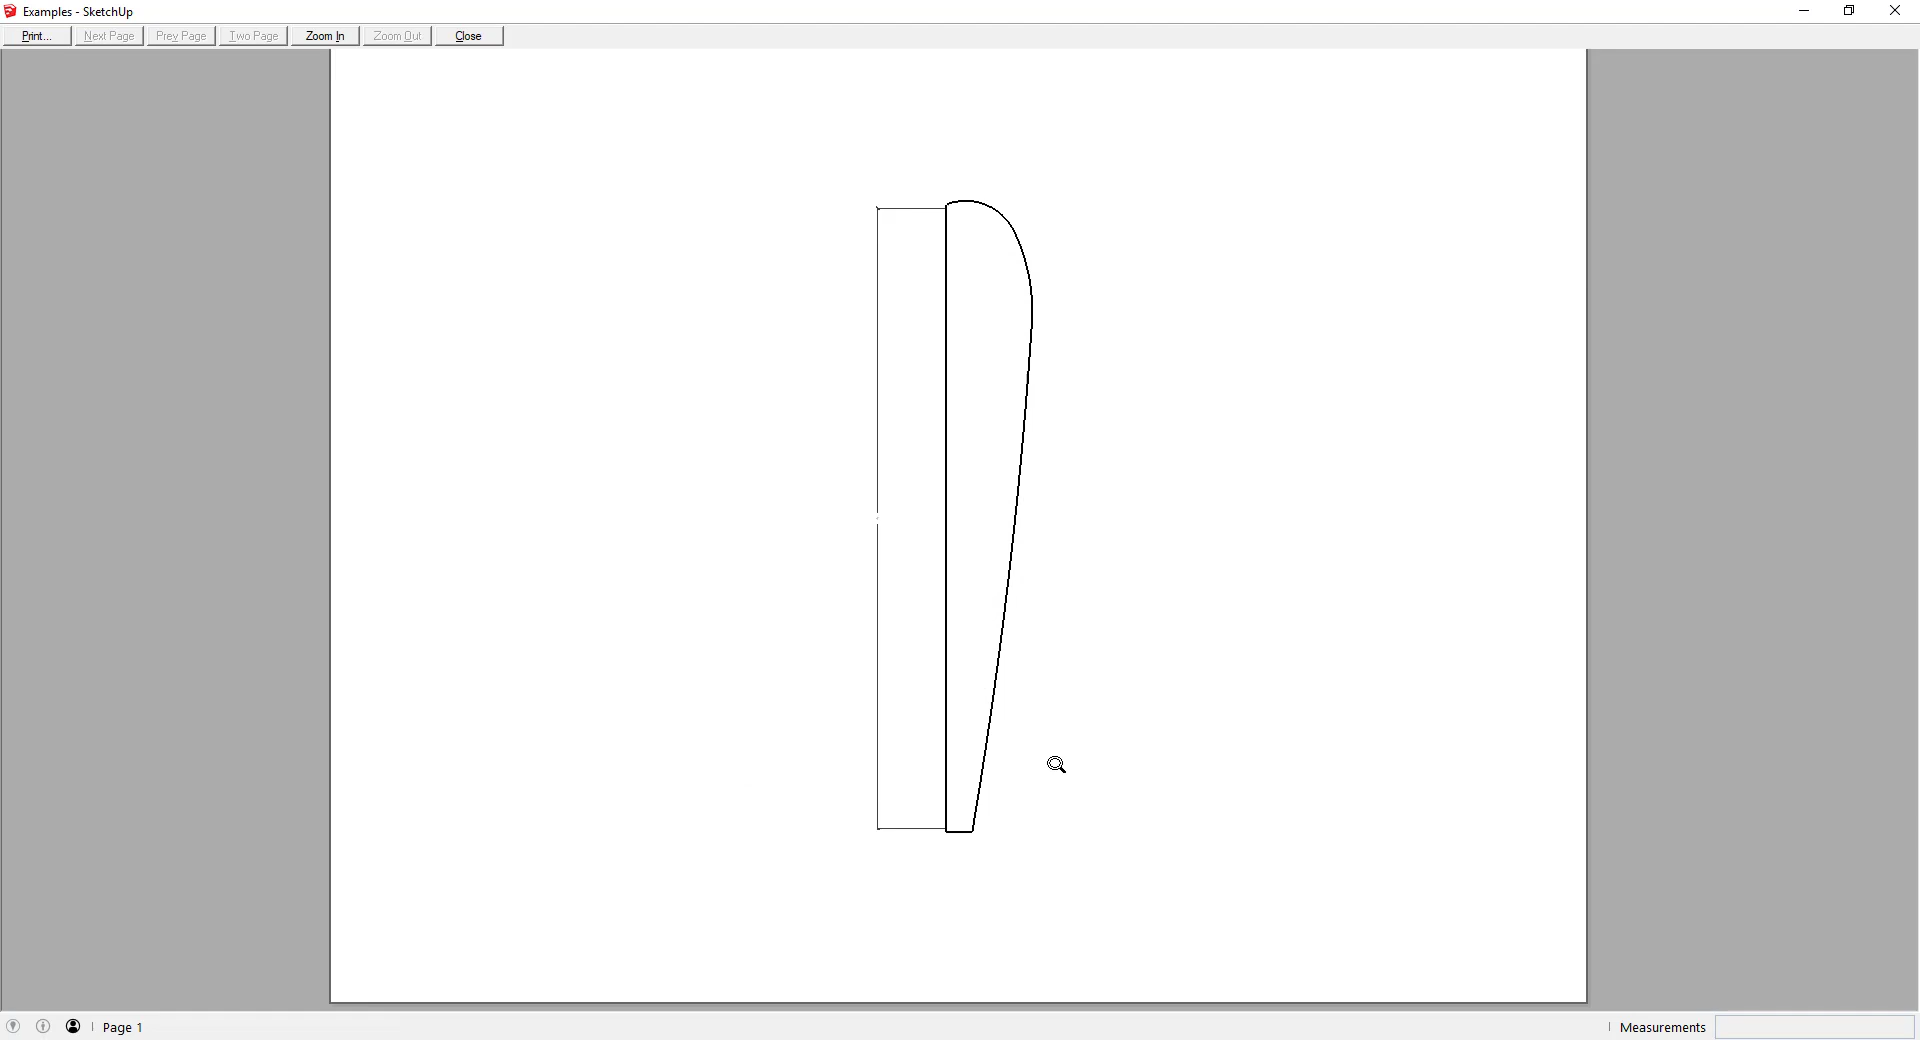 Examples - SketchUp
Print... Next Page Prev Page Two Page Zoom In Zoom Out Close
Page 1 Measurements